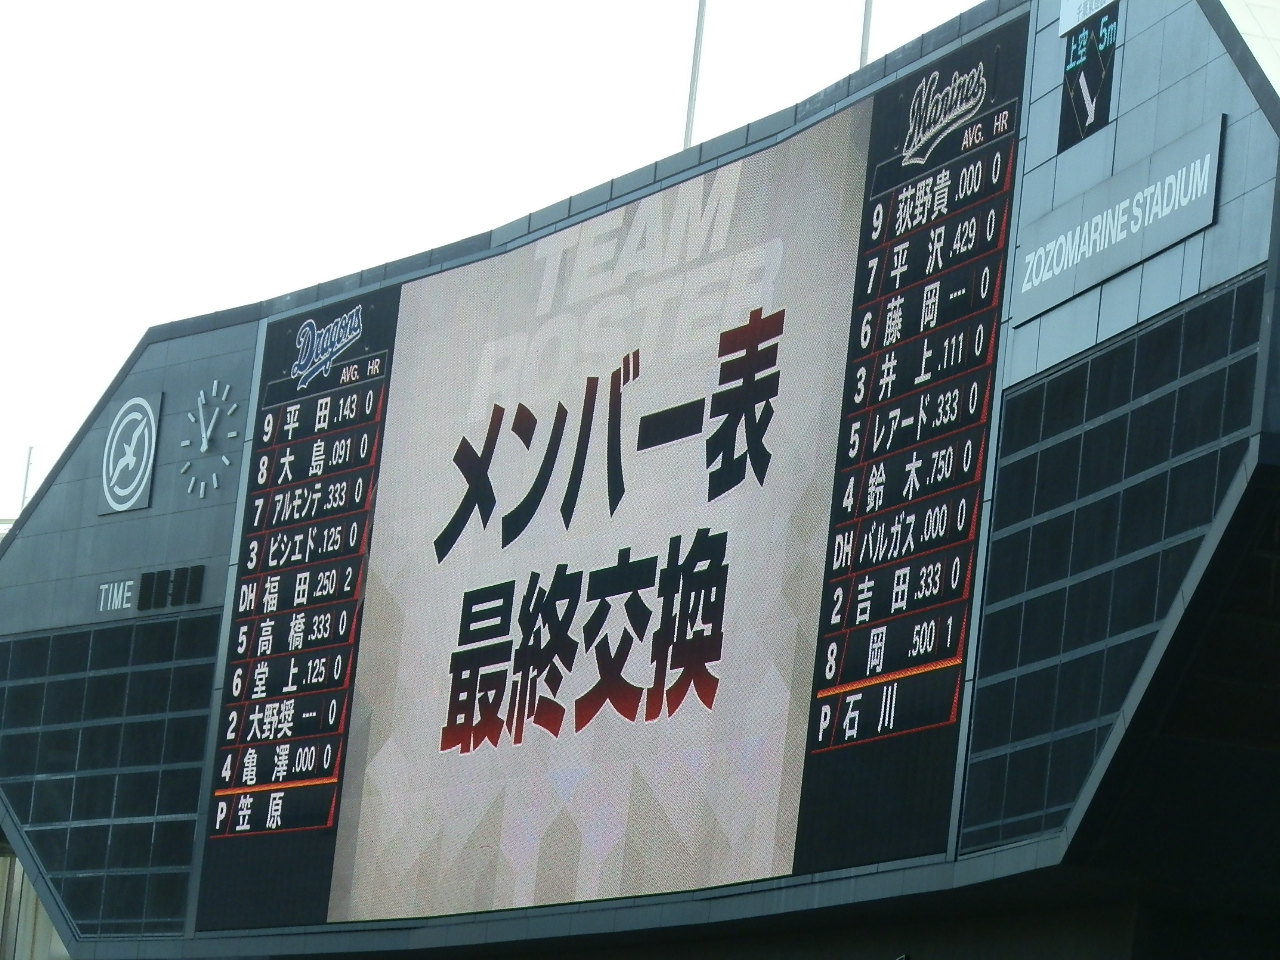 Dragons
AVG. HR
9 平田 .143 0
8 大島 .091 0
7 アルモンテ .333 0
3 ビシエド .125 0
DH 福田 .250 2
5 高橋 .333 0
6 堂上 .125 0
2 大野奨 --- 0
4 亀澤 .000 0
P 笠原
TIME
TEAM
ROSTER
メンバー表
最終交換
Marines
AVG. HR
9 荻野貴 .000 0
7 平沢 .429 0
6 藤岡 ---- 0
3 井上 .111 0
5 レアード .333 0
4 鈴木 .750 0
DH バルガス .000 0
2 吉田 .333 0
8 岡 .500 1
P 石川
上空 5m
ZOZOMARINE STADIUM